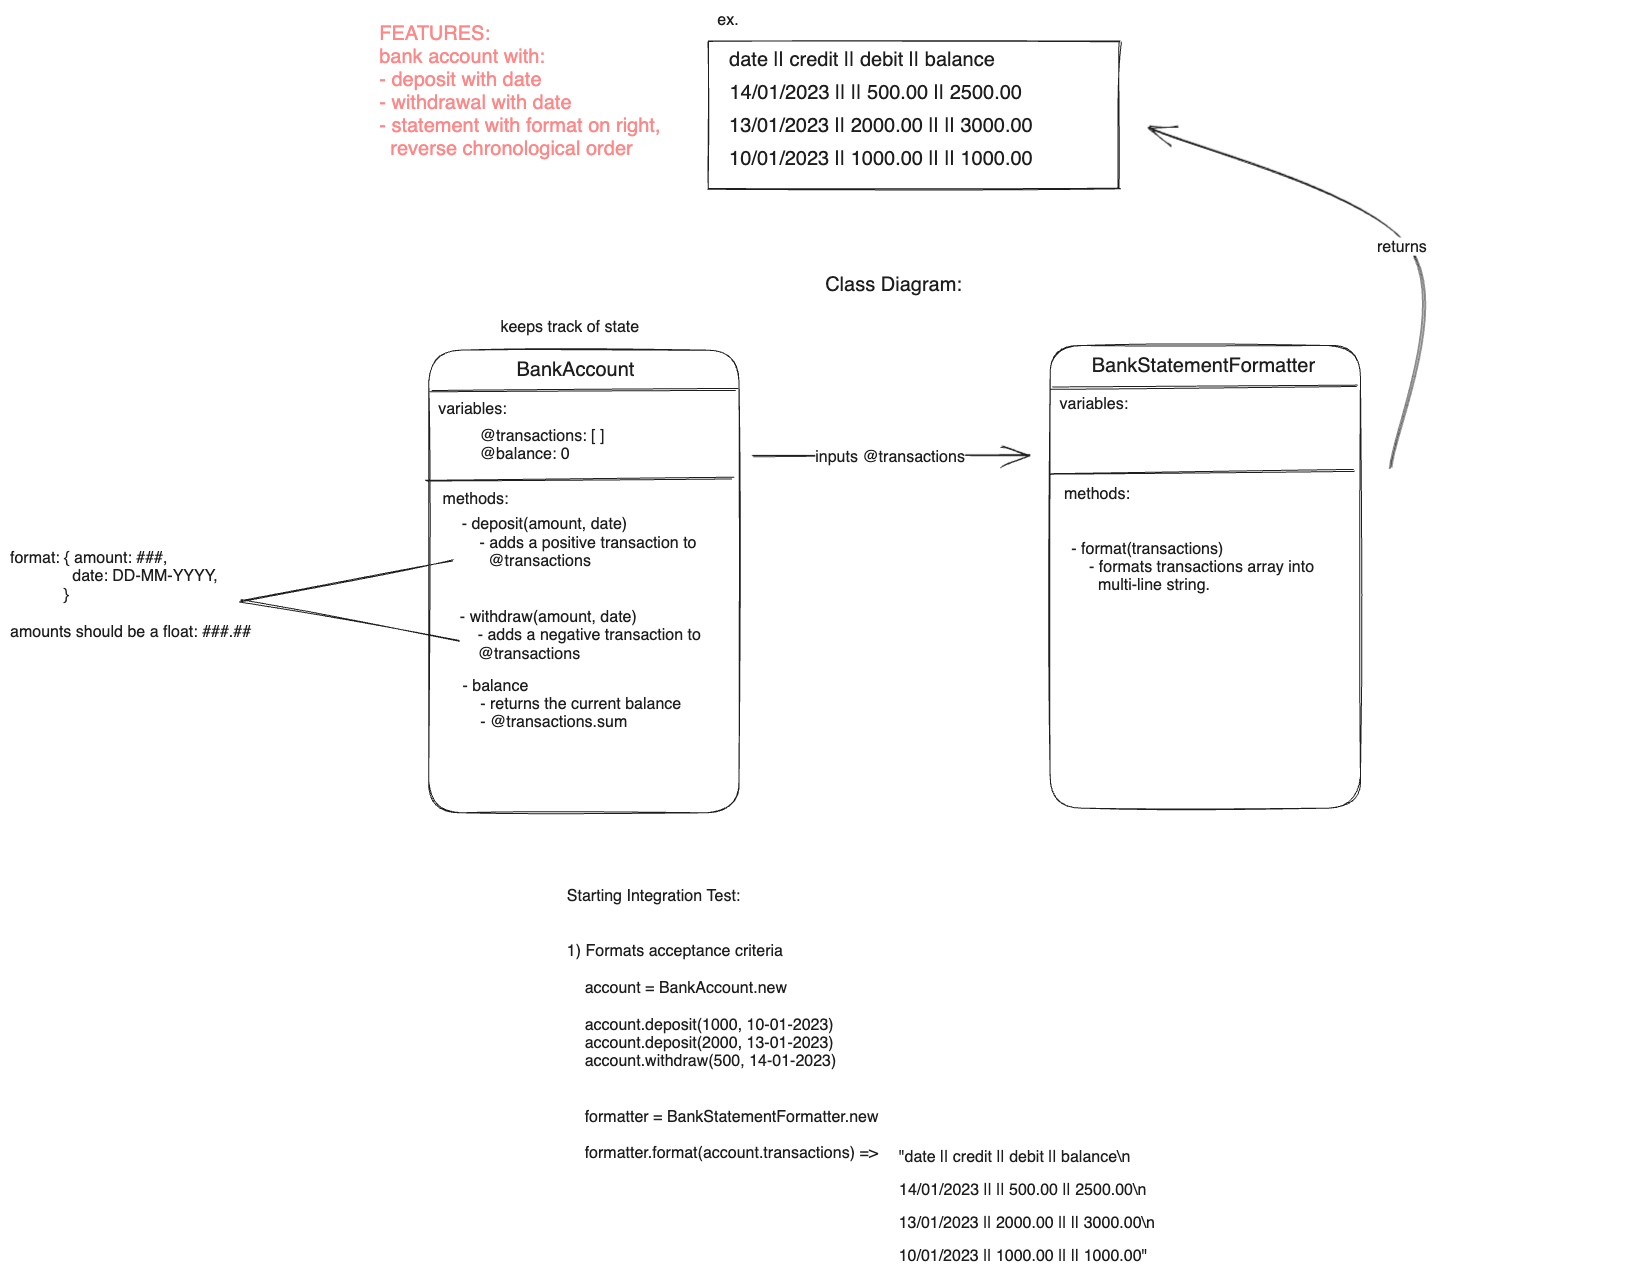 FEATURES:
bank account with:
- deposit with date
- withdrawal with date
- statement with format on right,
reverse chronological order
ex.
date || credit || debit || balance
14/01/2023 || || 500.00 || 2500.00
13/01/2023 || 2000.00 || || 3000.00
10/01/2023 || 1000.00 || || 1000.00
returns
Class Diagram:
keeps track of state
BankAccount
variables:
@transactions: [ ]
@balance: 0
methods:
- deposit(amount, date)
- adds a positive transaction to
@transactions
- withdraw(amount, date)
- adds a negative transaction to
@transactions
- balance
- returns the current balance
- @transactions.sum
format: { amount: ###,
date: DD-MM-YYYY,
}
amounts should be a float: ###.##
inputs @transactions
BankStatementFormatter
variables:
methods:
- format(transactions)
- formats transactions array into
multi-line string.
Starting Integration Test:
1) Formats acceptance criteria
account = BankAccount.new
account.deposit(1000, 10-01-2023)
account.deposit(2000, 13-01-2023)
account.withdraw(500, 14-01-2023)
formatter = BankStatementFormatter.new
formatter.format(account.transactions) =>
"date || credit || debit || balance\n
14/01/2023 || || 500.00 || 2500.00\n
13/01/2023 || 2000.00 || || 3000.00\n
10/01/2023 || 1000.00 || || 1000.00"